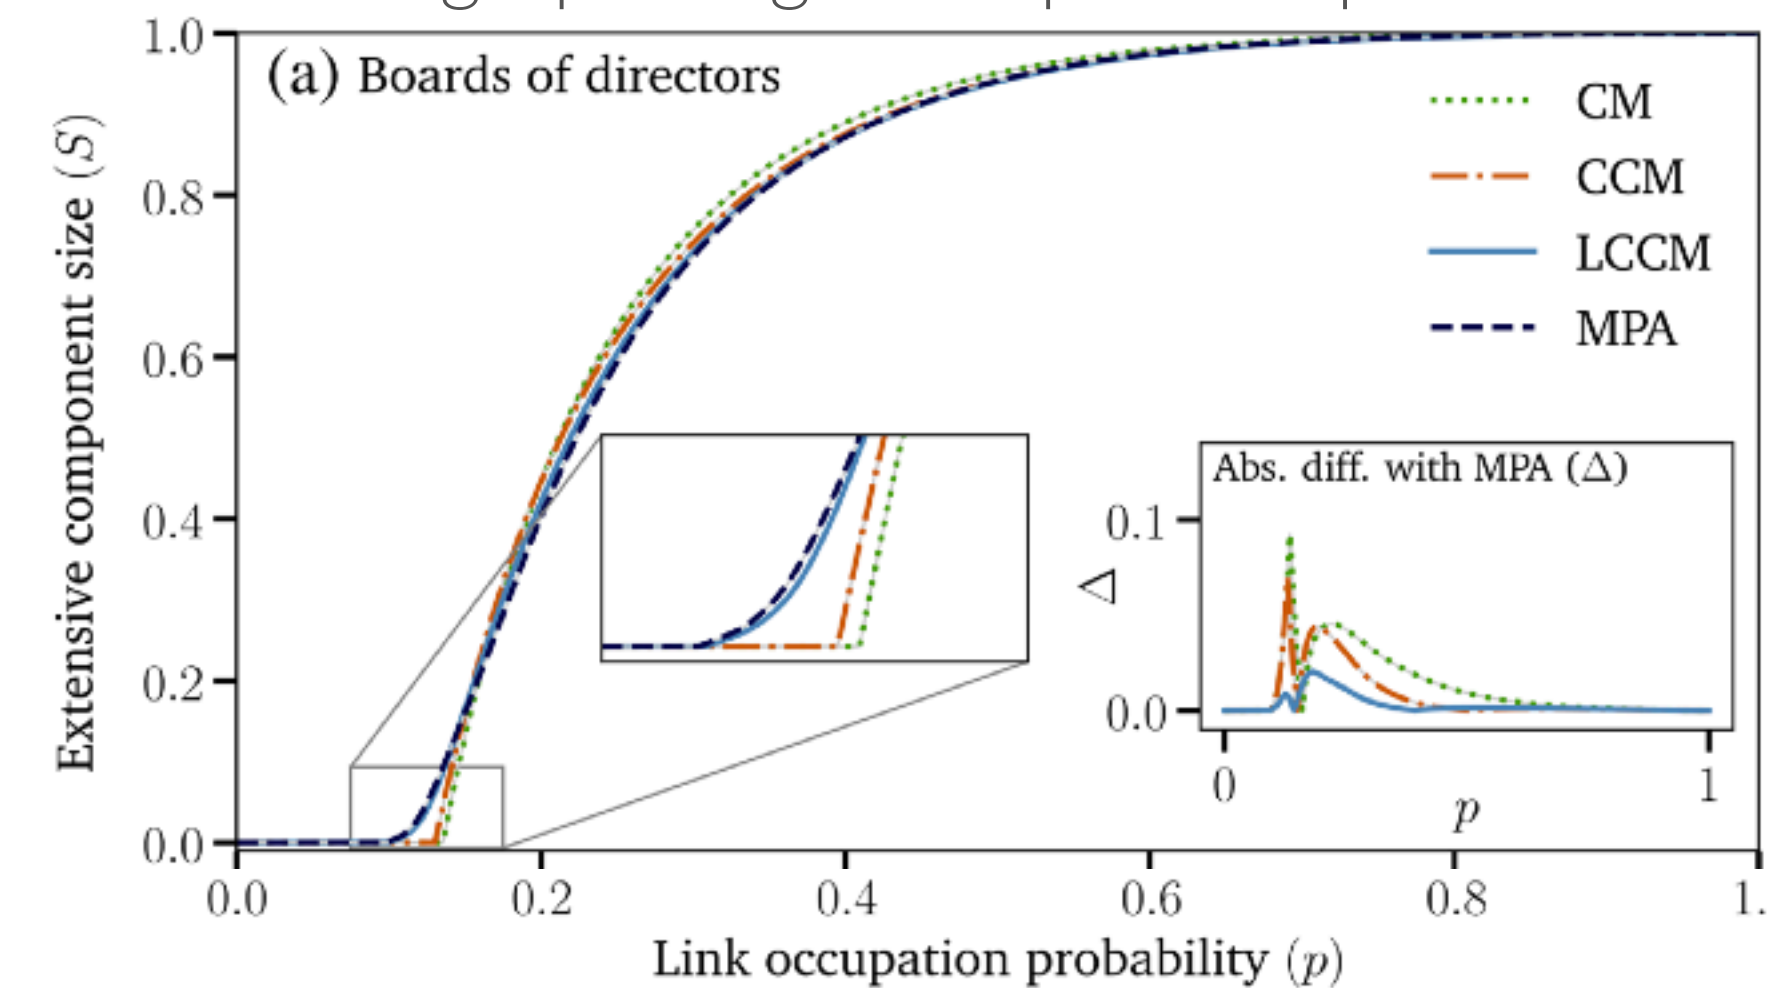 1.0
(a) Boards of directors
CM
CCM
LCCM
MPA
Extensive component size (S)
0.8
0.6
0.4
0.2
0.0
Abs. diff. with MPA (Δ)
0.1
Δ
0.0
0
1
p
0.0
0.2
0.4
0.6
0.8
1.
Link occupation probability (p)